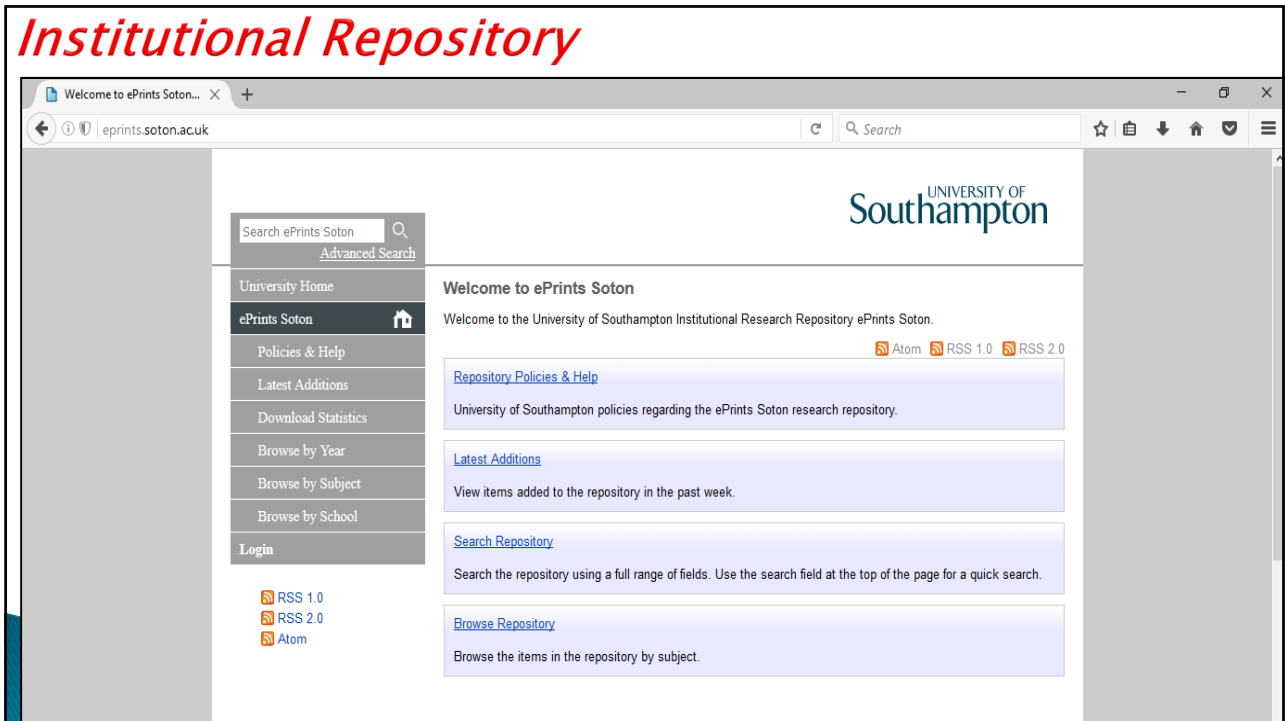 Institutional Repository
Welcome to ePrints Soton...
eprints.soton.ac.uk
Search
UNIVERSITY OF
Southampton
Search ePrints Soton
Advanced Search
University Home
ePrints Soton
Policies & Help
Latest Additions
Download Statistics
Browse by Year
Browse by Subject
Browse by School
Login
RSS 1.0
RSS 2.0
Atom
Welcome to ePrints Soton
Welcome to the University of Southampton Institutional Research Repository ePrints Soton.
Atom RSS 1.0 RSS 2.0
Repository Policies & Help
University of Southampton policies regarding the ePrints Soton research repository.
Latest Additions
View items added to the repository in the past week.
Search Repository
Search the repository using a full range of fields. Use the search field at the top of the page for a quick search.
Browse Repository
Browse the items in the repository by subject.